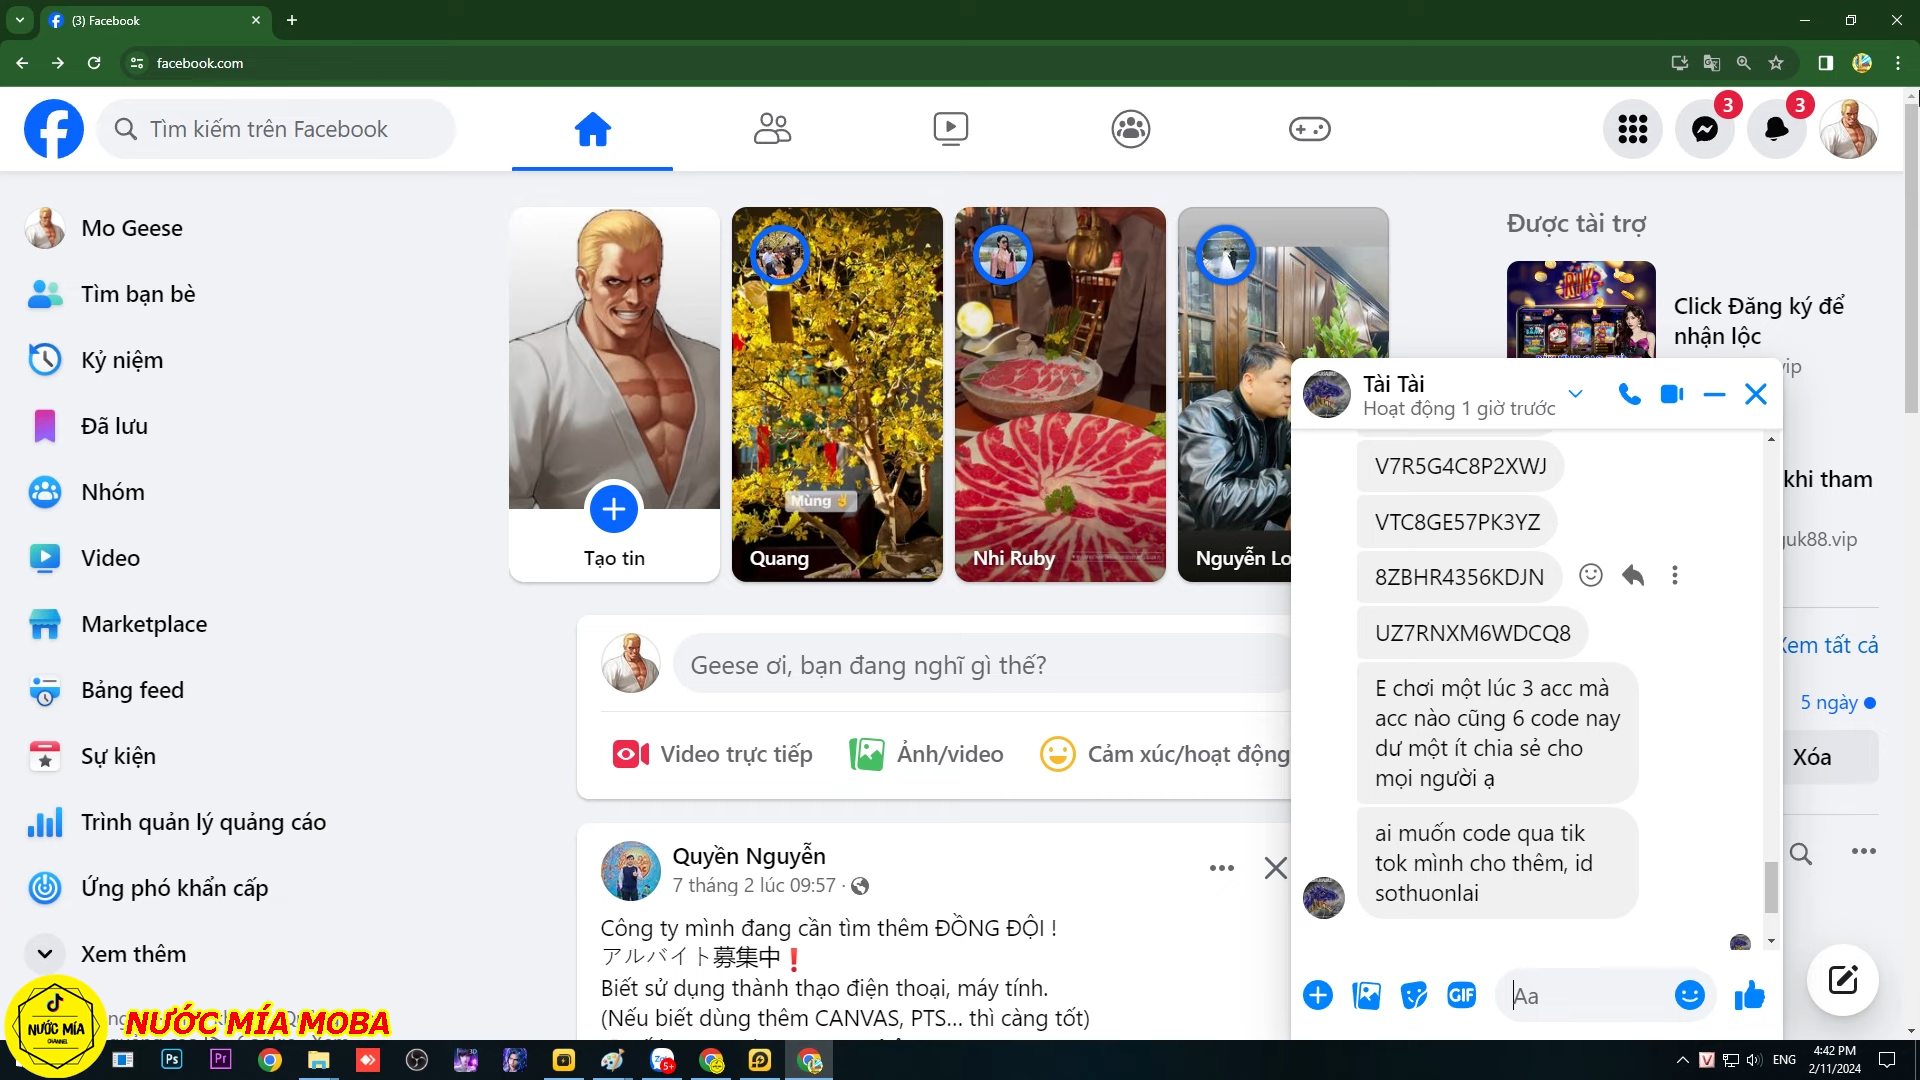 (3) Facebook
facebook.com
Tìm kiếm trên Facebook
3
3
Mo Geese
Tìm bạn bè
Kỷ niệm
Đã lưu
Nhóm
Video
Marketplace
Bảng feed
Sự kiện
Trình quản lý quảng cáo
Ứng phó khẩn cấp
Xem thêm
Tạo tin
Mùng
Quang
Nhi Ruby
Nguyễn Lo
Được tài trợ
Click Đăng ký để
nhận lộc
vip
khi tham
uk88.vip
Xem tất cả
5 ngày
Xóa
Geese ơi, bạn đang nghĩ gì thế?
Video trực tiếp
Ảnh/video
Cảm xúc/hoạt động
Quyền Nguyễn
7 tháng 2 lúc 09:57 ·
Công ty mình đang cần tìm thêm ĐỒNG ĐỘI !
アルバイト募集中❗
Biết sử dụng thành thạo điện thoại, máy tính.
(Nếu biết dùng thêm CANVAS, PTS... thì càng tốt)
Tài Tài
Hoạt động 1 giờ trước
V7R5G4C8P2XWJ
VTC8GE57PK3YZ
8ZBHR4356KDJN
UZ7RNXM6WDCQ8
E chơi một lúc 3 acc mà
acc nào cũng 6 code nay
dư một ít chia sẻ cho
mọi người ạ
ai muốn code qua tik
tok mình cho thêm, id
sothuonlai
GIF
Aa
NƯỚC MÍA
CHANNEL
NƯỚC MÍA MOBA
Ps
Pr
5+
V
ENG
4:42 PM
2/11/2024